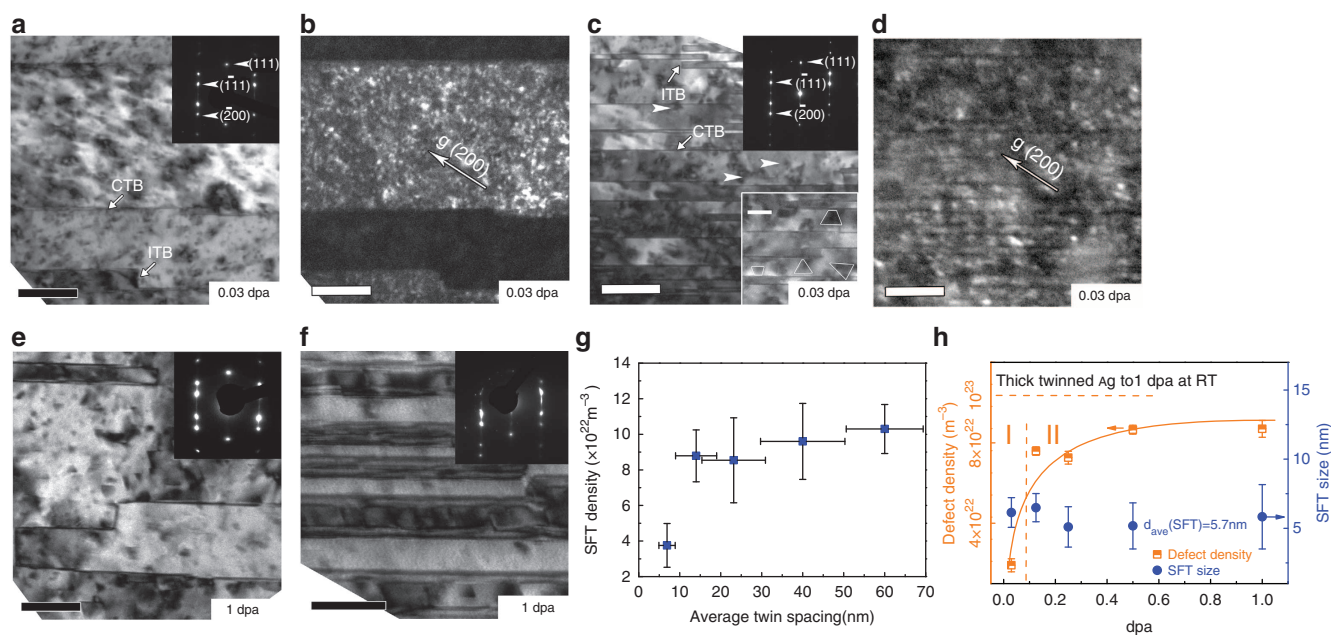 a
(111)
(1̄11)
(2̄00)
CTB
ITB
0.03 dpa
b
g (200)
0.03 dpa
c
(111)
(1̄11)
(2̄00)
ITB
CTB
0.03 dpa
d
g (200)
0.03 dpa
e
1 dpa
f
1 dpa
g
14
12
10
8
6
4
2
0 10 20 30 40 50 60 70
SFT density (×10²²m⁻³)
Average twin spacing(nm)
h
Thick twinned Ag to1 dpa at RT
I II
Defect density (m⁻³)
10²³
8×10²²
4×10²²
15
10
5
SFT size (nm)
dave(SFT)=5.7nm
Defect density
SFT size
0.0 0.2 0.4 0.6 0.8 1.0
dpa